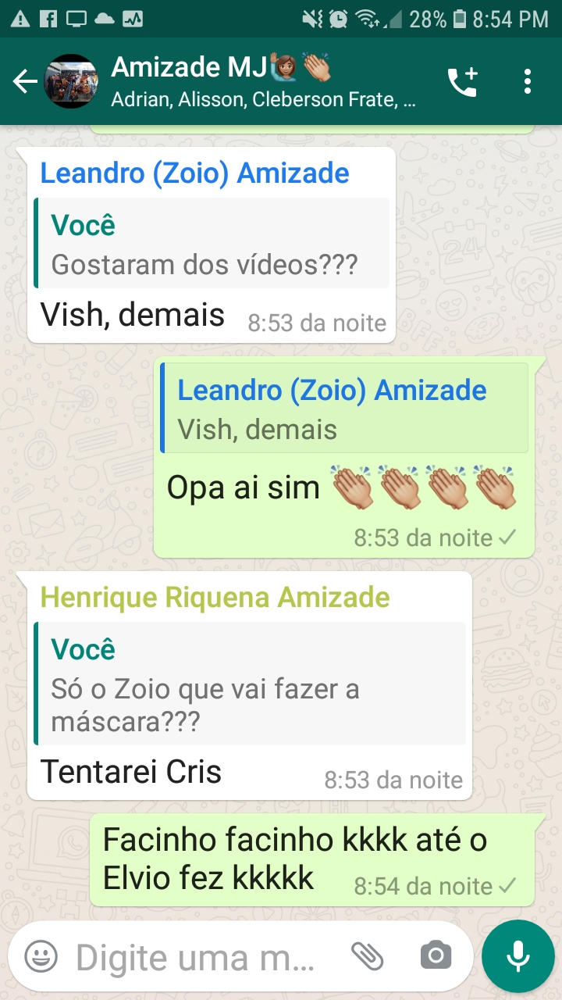 28% 8:54 PM
Amizade MJ🙋🏽‍♀️👏🏼
Adrian, Alisson, Cleberson Frate, ...
Leandro (Zoio) Amizade
Você
Gostaram dos vídeos???
Vish, demais 8:53 da noite
Leandro (Zoio) Amizade
Vish, demais
Opa ai sim 👏🏼👏🏼👏🏼👏🏼
8:53 da noite
Henrique Riquena Amizade
Você
Só o Zoio que vai fazer a
máscara???
Tentarei Cris 8:53 da noite
Facinho facinho kkkk até o
Elvio fez kkkkk 8:54 da noite
Digite uma m...